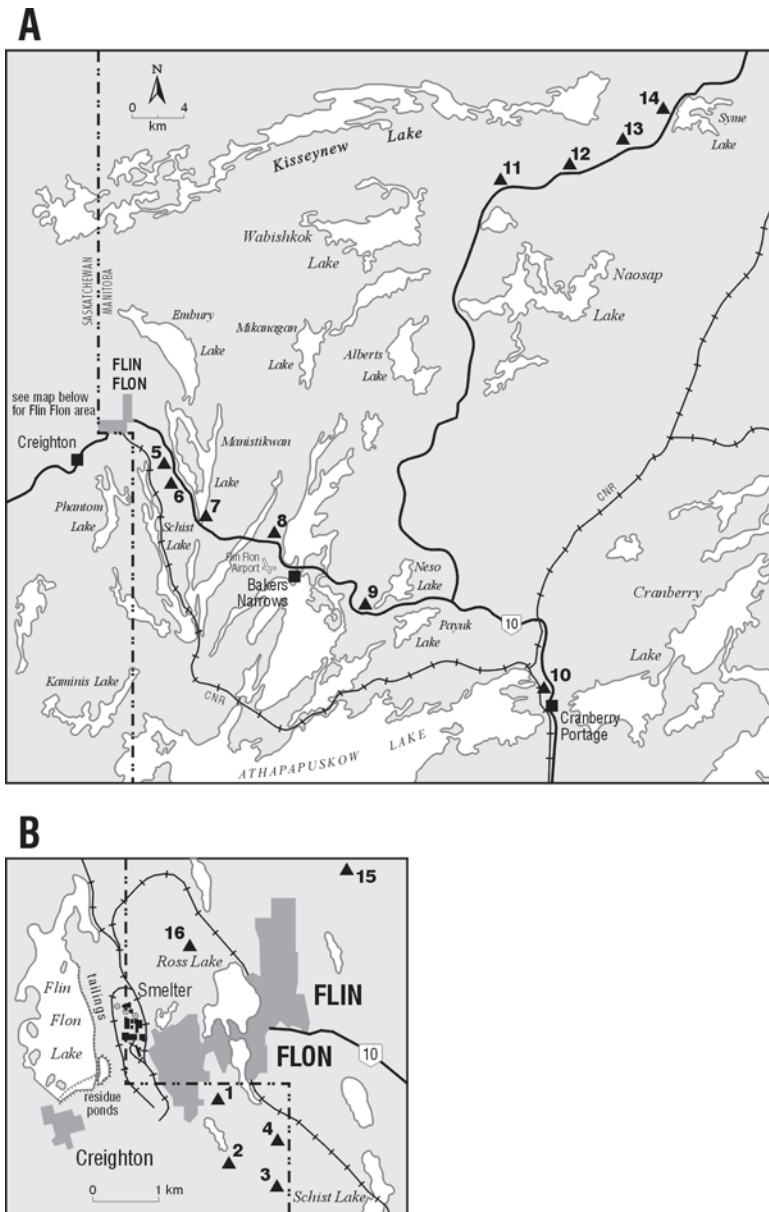 A
N
0 4
km
Kisseynew Lake
14
Syme
Lake
13
12
11
Wabishkok
Lake
Naosap
Lake
SASKATCHEWAN
MANITOBA
Embury
Lake
Mikanagan
Lake
Alberts
Lake
FLIN
FLON
see map below
for Flin Flon area
Creighton
5
6
Manistikwan
Lake
7
8
Phantom
Lake
Schist
Lake
CNR
Flin Flon
Airport
Bakers
Narrows
9
Neso
Lake
Payuk
Lake
10
Cranberry
Lake
10
Cranberry
Portage
Kaminis Lake
CNR
ATHAPAPUSKOW LAKE
B
15
16
Ross Lake
Flin
Flon
Lake
tailings
Smelter
FLIN
FLON
10
residue
ponds
1
Creighton
4
2
3
Schist Lake
0 1 km